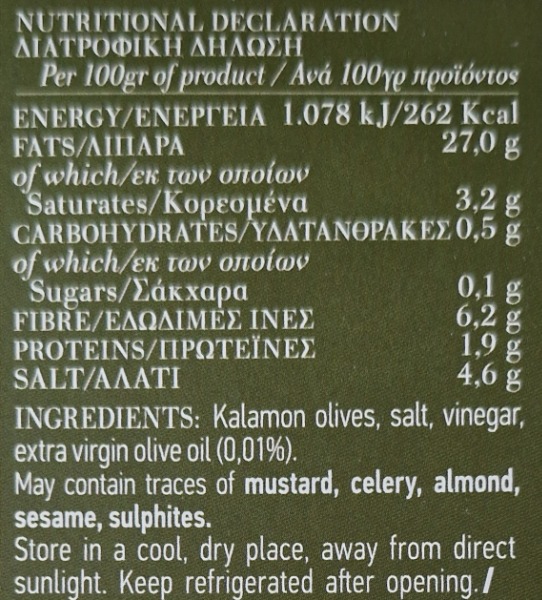 NUTRITIONAL DECLARATION
ΔΙΑΤΡΟΦΙΚΗ ΔΗΛΩΣΗ
Per 100gr of product / Ανά 100γρ προϊόντος
ENERGY/ΕΝΕΡΓΕΙΑ 1.078 kJ/262 Kcal
FATS/ΛΙΠΑΡΑ 27,0 g
of which/εκ των οποίων
Saturates/Κορεσμένα 3,2 g
CARBOHYDRATES/ΥΔΑΤΑΝΘΡΑΚΕΣ 0,5 g
of which/εκ των οποίων
Sugars/Σάκχαρα 0,1 g
FIBRE/ΕΔΩΔΙΜΕΣ ΙΝΕΣ 6,2 g
PROTEINS/ΠΡΩΤΕΪΝΕΣ 1,9 g
SALT/ΑΛΑΤΙ 4,6 g
INGREDIENTS: Kalamon olives, salt, vinegar,
extra virgin olive oil (0,01%).
May contain traces of mustard, celery, almond,
sesame, sulphites.
Store in a cool, dry place, away from direct
sunlight. Keep refrigerated after opening./